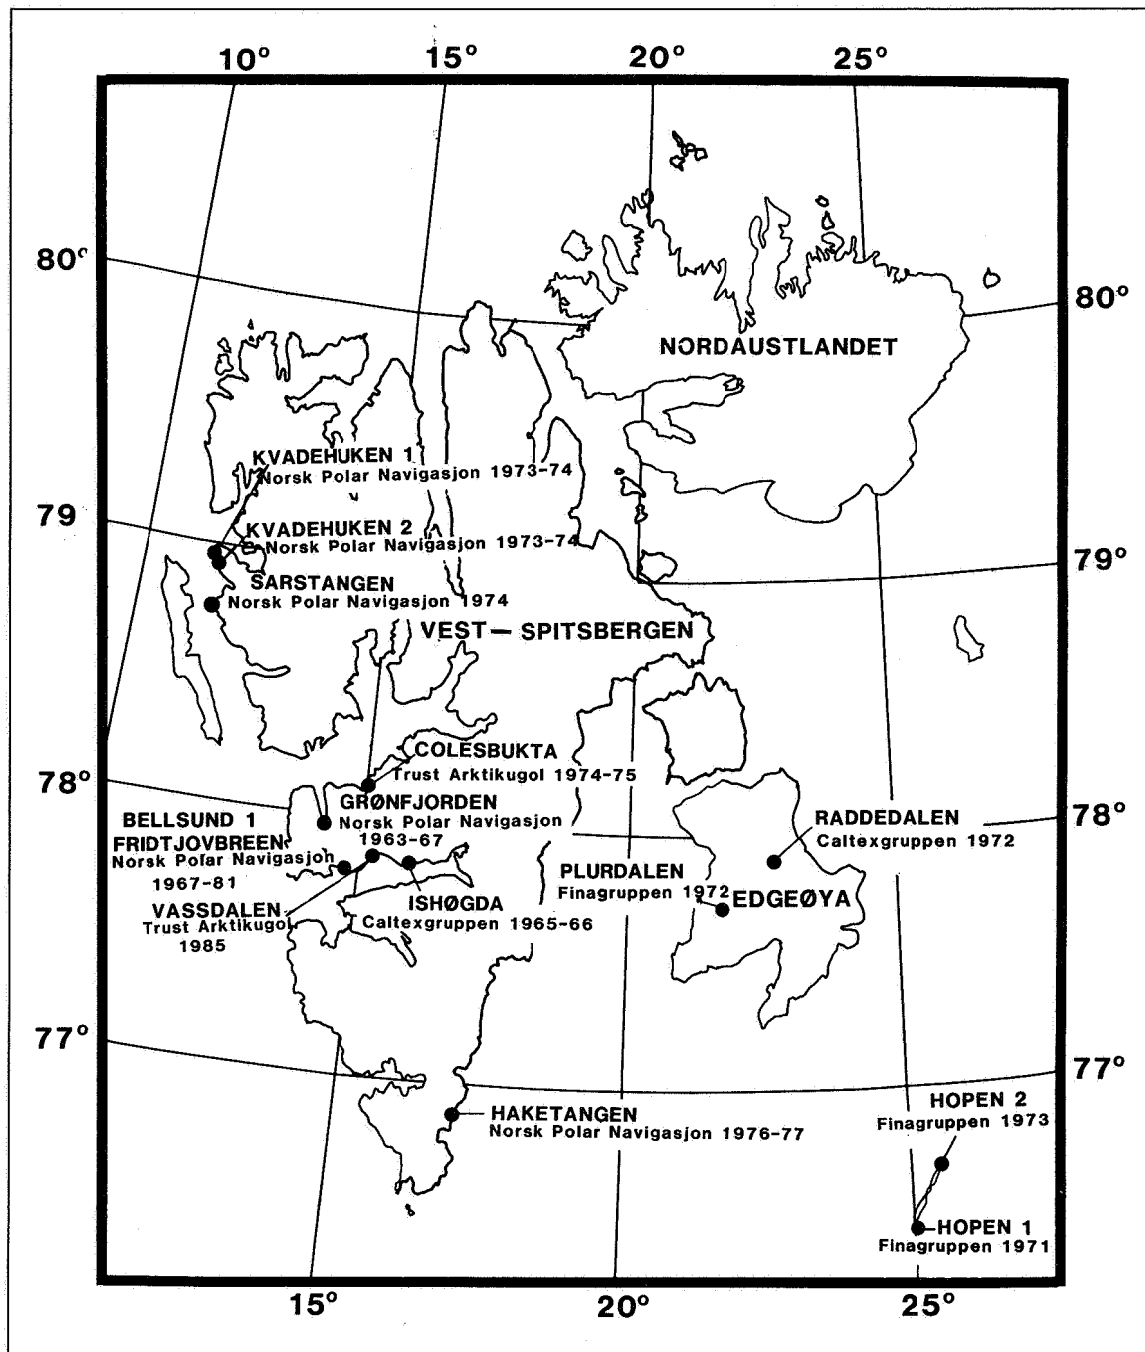 10° 15° 20° 25°
80°
80°
NORDAUSTLANDET
KVADEHUKEN 1
Norsk Polar Navigasjon 1973-74
79°
KVADEHUKEN 2
Norsk Polar Navigasjon 1973-74
79°
SARSTANGEN
Norsk Polar Navigasjon 1974
VEST — SPITSBERGEN
78°
COLESBUKTA
Trust Arktikugol 1974-75
GRØNFJORDEN
Norsk Polar Navigasjon
1963-67
78°
BELLSUND 1
FRIDTJOVBREEN
Norsk Polar Navigasjon
1967-81
RADDEDALEN
Caltexgruppen 1972
PLURDALEN
Finagruppen 1972
EDGEØYA
VASSDALEN
Trust Arktikugol
1985
ISHØGDA
Caltexgruppen 1965-66
77°
77°
HAKETANGEN
Norsk Polar Navigasjon 1976-77
HOPEN 2
Finagruppen 1973
HOPEN 1
Finagruppen 1971
15° 20° 25°